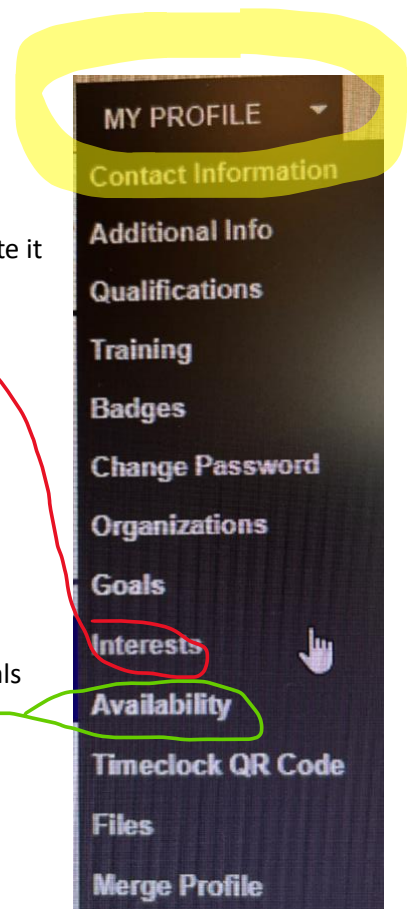 MY PROFILE
Contact Information
te it
Additional Info
Qualifications
Training
Badges
Change Password
Organizations
Goals
Interests
als
Availability
Timeclock QR Code
Files
Merge Profile